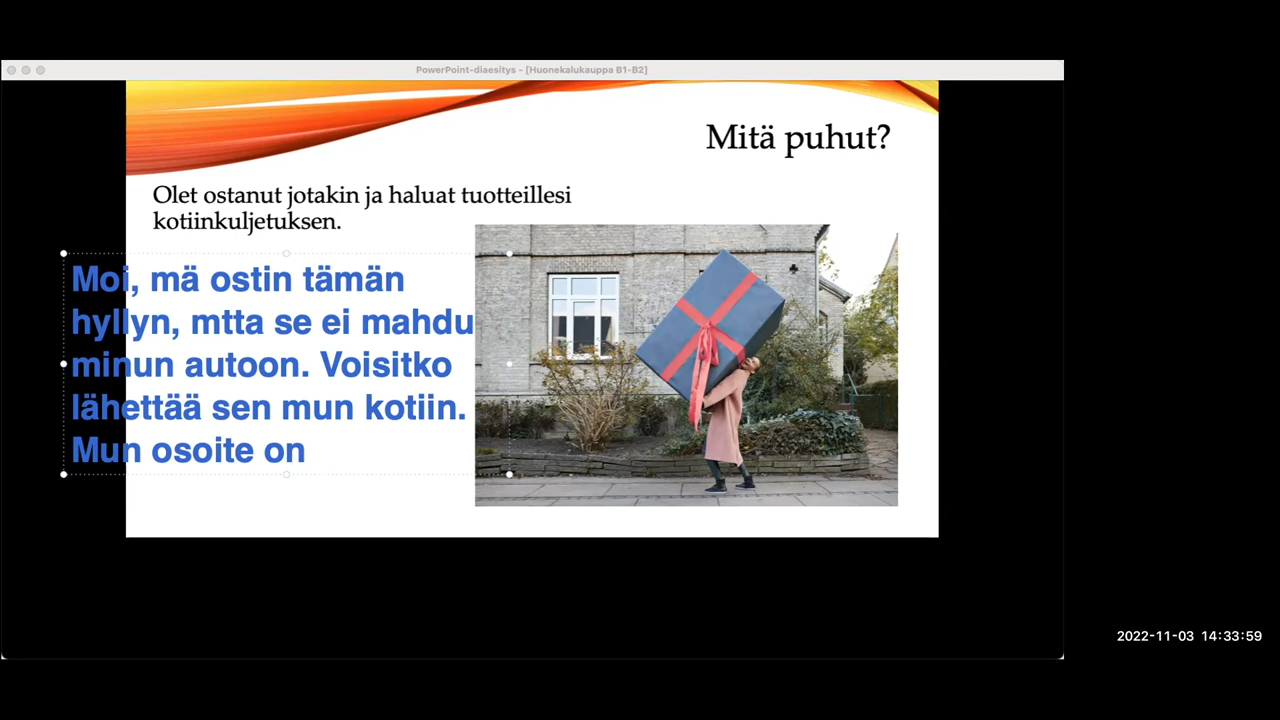 PowerPoint-diaesitys - [Huonekalukauppa B1-B2]
Mitä puhut?
Olet ostanut jotakin ja haluat tuotteillesi
kotiinkuljetuksen.
Moi, mä ostin tämän
hyllyn, mtta se ei mahdu
minun autoon. Voisitko
lähettää sen mun kotiin.
Mun osoite on
2022-11-03 14:33:59